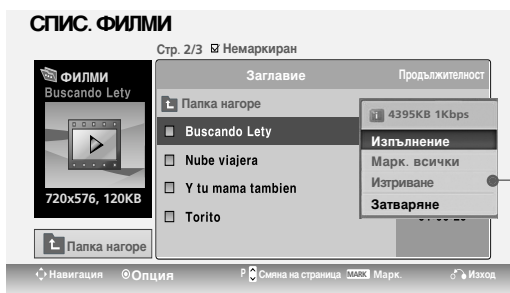 СПИС. ФИЛМИ
Стр. 2/3 Немаркиран
ФИЛМИ
Buscando Lety
720x576, 120KB
Папка нагоре
Заглавие Продължителност
Папка нагоре
Buscando Lety
Nube viajera
Y tu mama tambien
Torito
4395KB 1Kbps
Изпълнение
Марк. всички
Изтриване
Затваряне
Навигация Опция P Смяна на страница MARK Марк. Изход